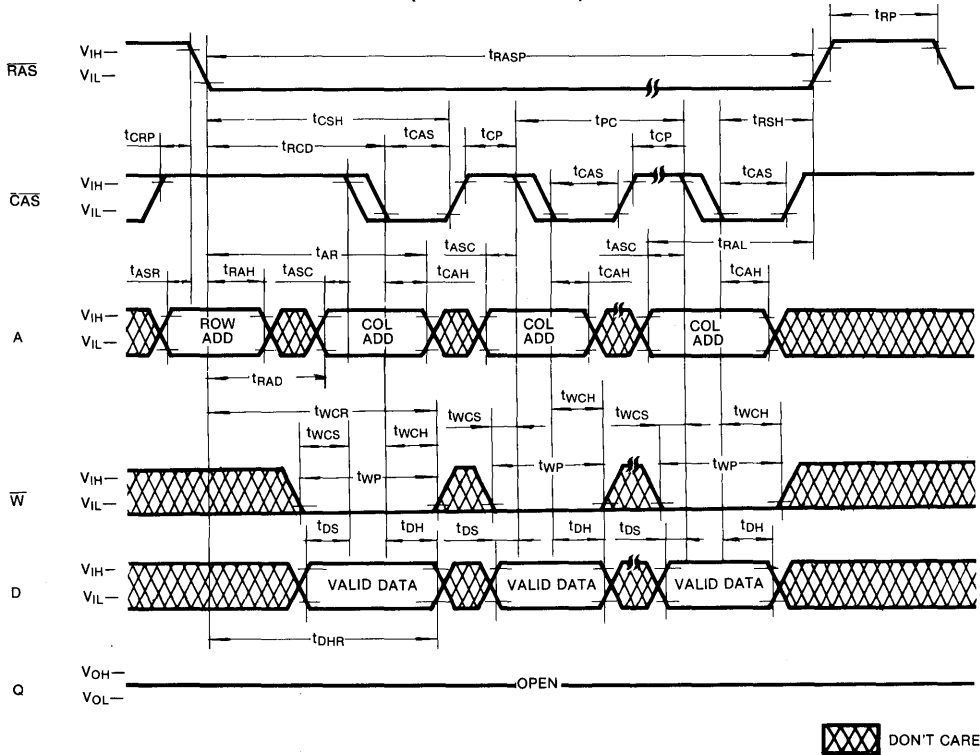 tRP
VIH
tRASP
RAS
VIL
tCSH
tPC
tRSH
tCRP
tRCD
tCAS
tCP
tCP
VIH
tCAS
tCAS
CAS
VIL
tAR
tASC
tASC
tRAL
tASR
tRAH
tASC
tCAH
tCAH
tCAH
VIH
ROW ADD
COL ADD
COL ADD
COL ADD
A
VIL
tRAD
tWCR
tWCH
tWCS
tWCH
tWCS
tWCS
tWCH
tWP
tWP
tWP
VIH
W
VIL
tDS
tDH
tDS
tDH
tDS
tDH
VIH
VALID DATA
VALID DATA
VALID DATA
D
VIL
tDHR
VOH
OPEN
Q
VOL
DON'T CARE